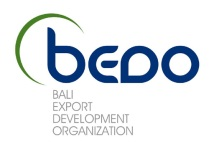 bEDO
BALI
EXPORT
DEVELOPMENT
ORGANIZATION